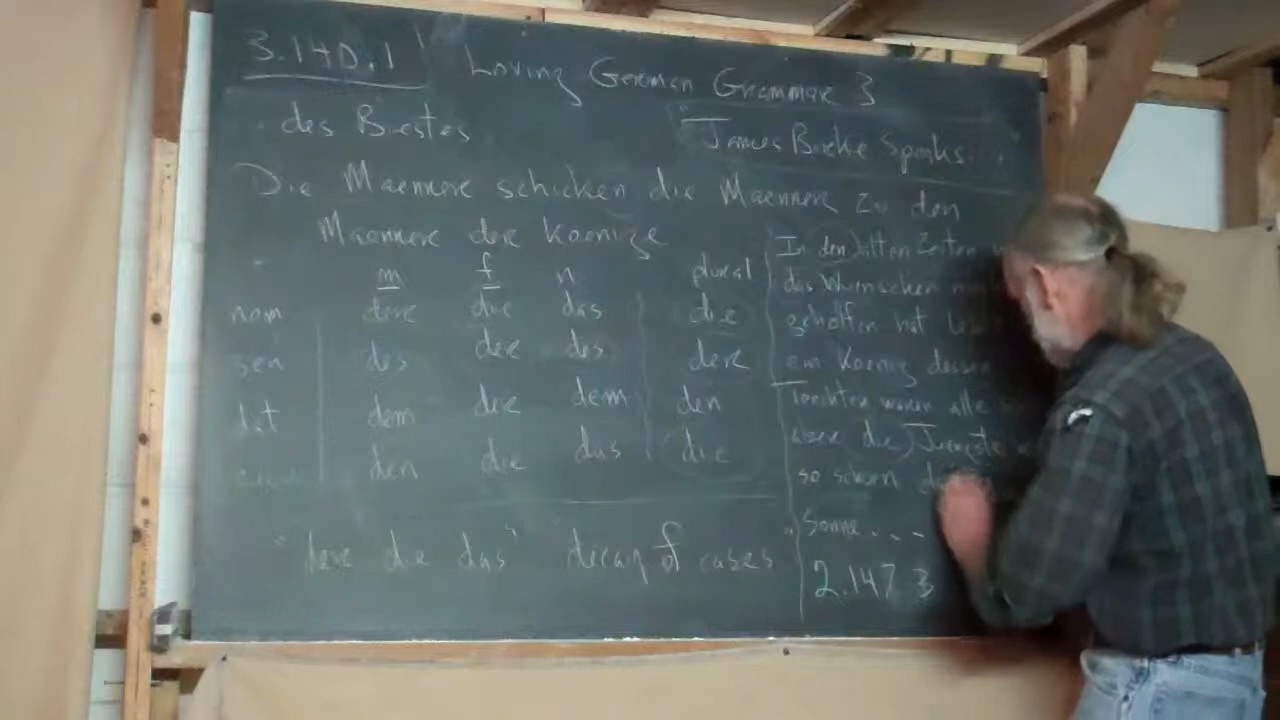 3.14D.1 Loving German Grammar 3
des Biestes
James Burke Speaks...
Die Maenner schicken die Maenner zu den
Maenner der Koenige
m f n plural
nom der die das die
gen des der des der
dat dem der dem den
den die das die
"der die das" "decay of cases"
In den alten Zeiten
das Wünschen
geholfen hat
ein Koenig dessen
Toechter waren alle
aber die Juengste
so schoen
Sonne...
2.147.3